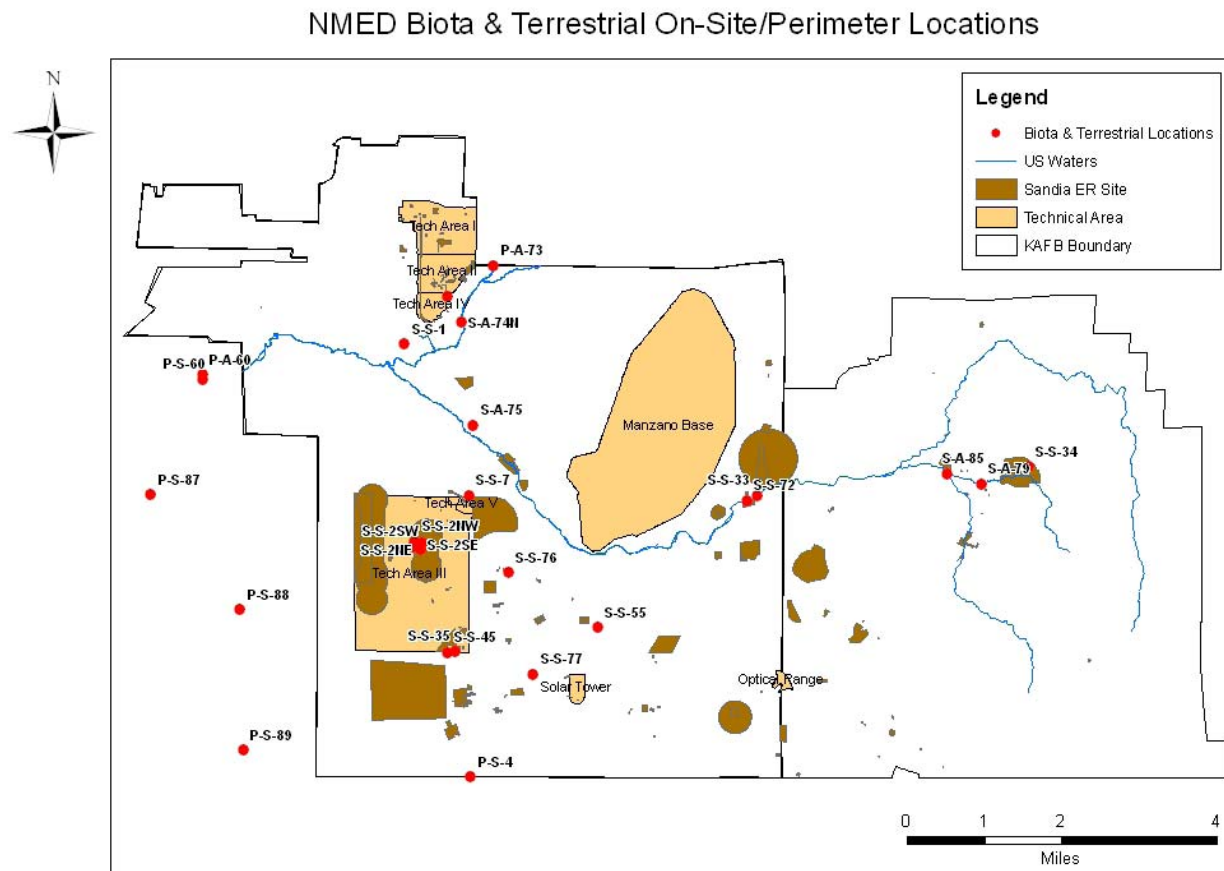 NMED Biota & Terrestrial On-Site/Perimeter Locations
N
Legend
Biota & Terrestrial Locations
US Waters
Sandia ER Site
Technical Area
KAFB Boundary
Tech Area I
P-A-73
Tech Area II
Tech Area IV
S-A-74N
S-S-1
P-S-60
P-A-60
S-A-75
Manzano Base
S-A-85
S-S-34
S-A-79
P-S-87
S-S-7
S-S-33
S-S-72
Tech Area V
S-S-2SW
S-S-2NW
S-S-2NE
S-S-2SE
Tech Area III
S-S-76
P-S-88
S-S-55
S-S-35
S-S-45
S-S-77
Solar Tower
Optical Range
P-S-89
P-S-4
0 1 2 4
Miles